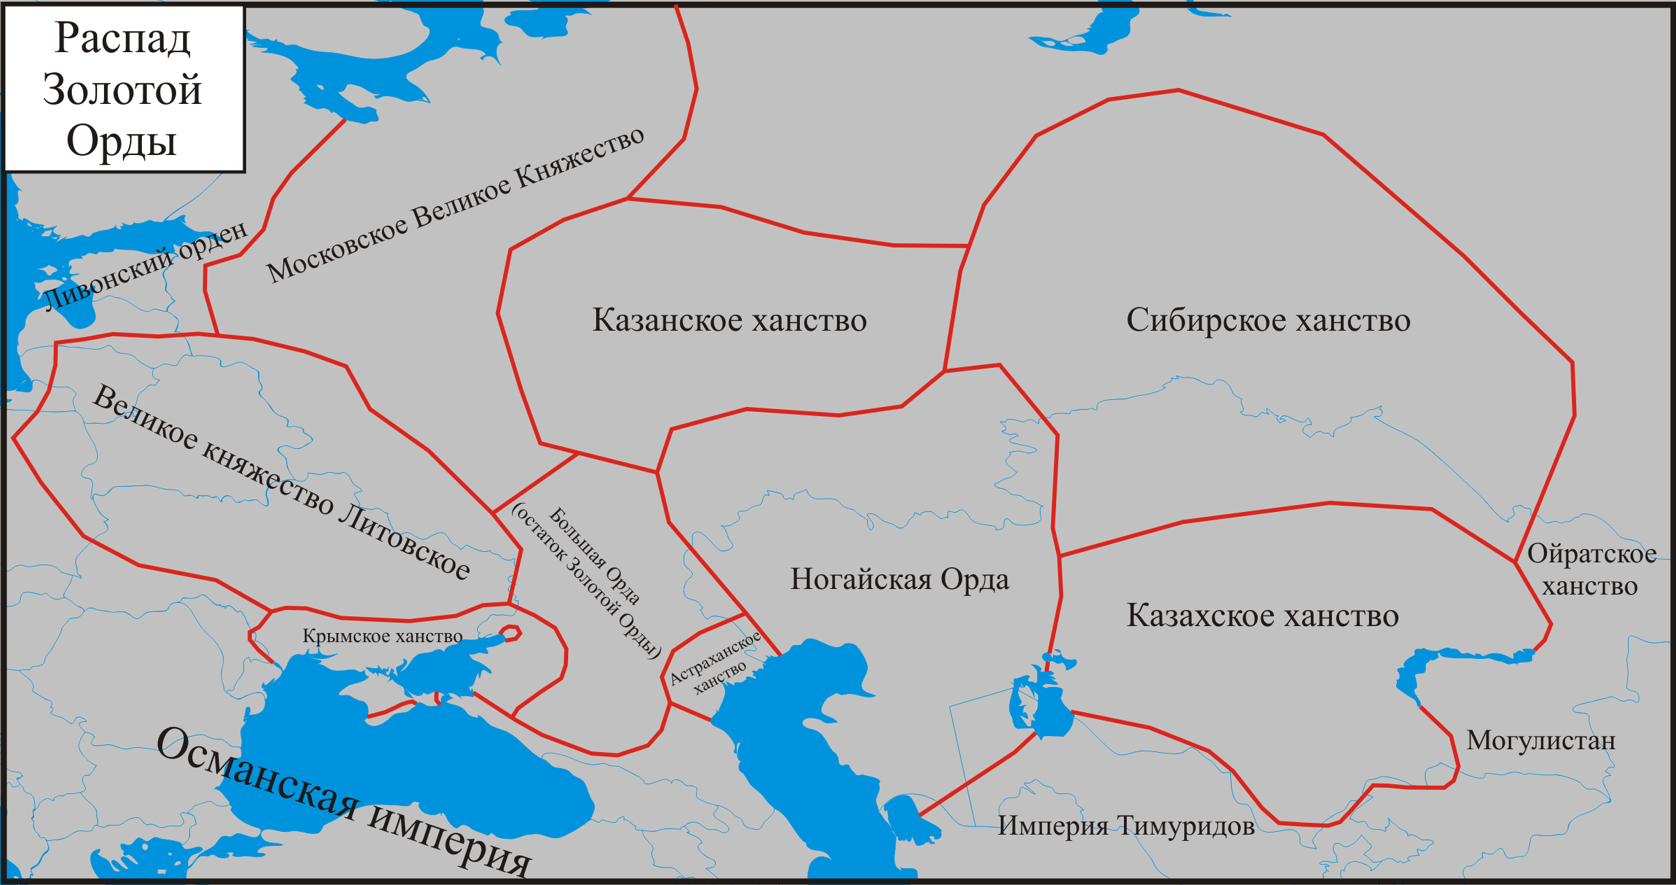 Распад
Золотой
Орды
Московское Великое Княжество
Ливонский орден
Казанское ханство
Сибирское ханство
Великое княжество Литовское
Большая Орда
(остаток Золотой Орды)
Ногайская Орда
Ойратское
ханство
Казахское ханство
Крымское ханство
Астраханское
ханство
Османская империя
Могулистан
Империя Тимуридов